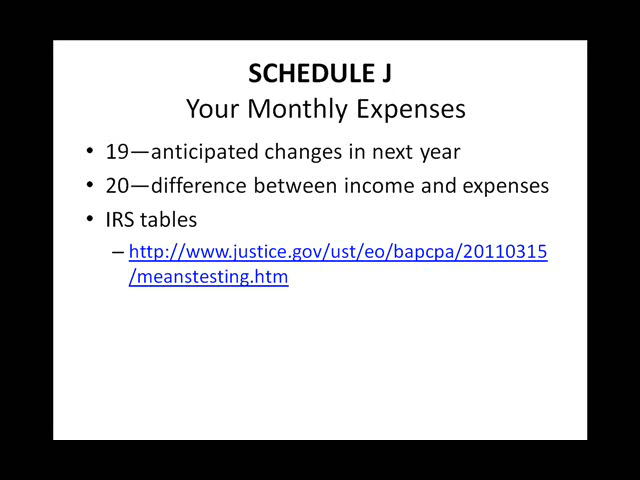 SCHEDULE J
Your Monthly Expenses
• 19—anticipated changes in next year
• 20—difference between income and expenses
• IRS tables
– http://www.justice.gov/ust/eo/bapcpa/20110315
/meanstesting.htm